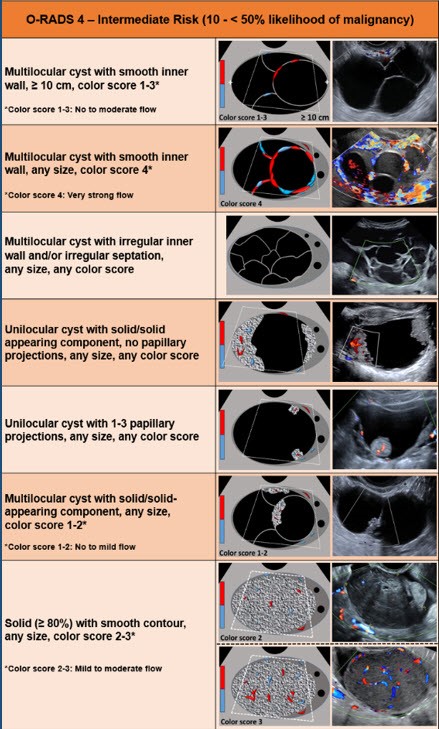 O-RADS 4 – Intermediate Risk (10 - < 50% likelihood of malignancy)
Multilocular cyst with smooth inner
wall, ≥ 10 cm, color score 1-3*
*Color score 1-3: No to moderate flow
Color score 1-3
≥ 10 cm
Multilocular cyst with smooth inner
wall, any size, color score 4*
*Color score 4: Very strong flow
Color score 4
Multilocular cyst with irregular inner
wall and/or irregular septation,
any size, any color score
Unilocular cyst with solid/solid
appearing component, no papillary
projections, any size, any color score
Unilocular cyst with 1-3 papillary
projections, any size, any color score
Multilocular cyst with solid/solid-
appearing component, any size,
color score 1-2*
*Color score 1-2: No to mild flow
Color score 1-2
Solid (≥ 80%) with smooth contour,
any size, color score 2-3*
*Color score 2-3: Mild to moderate flow
Color score 2
Color score 3